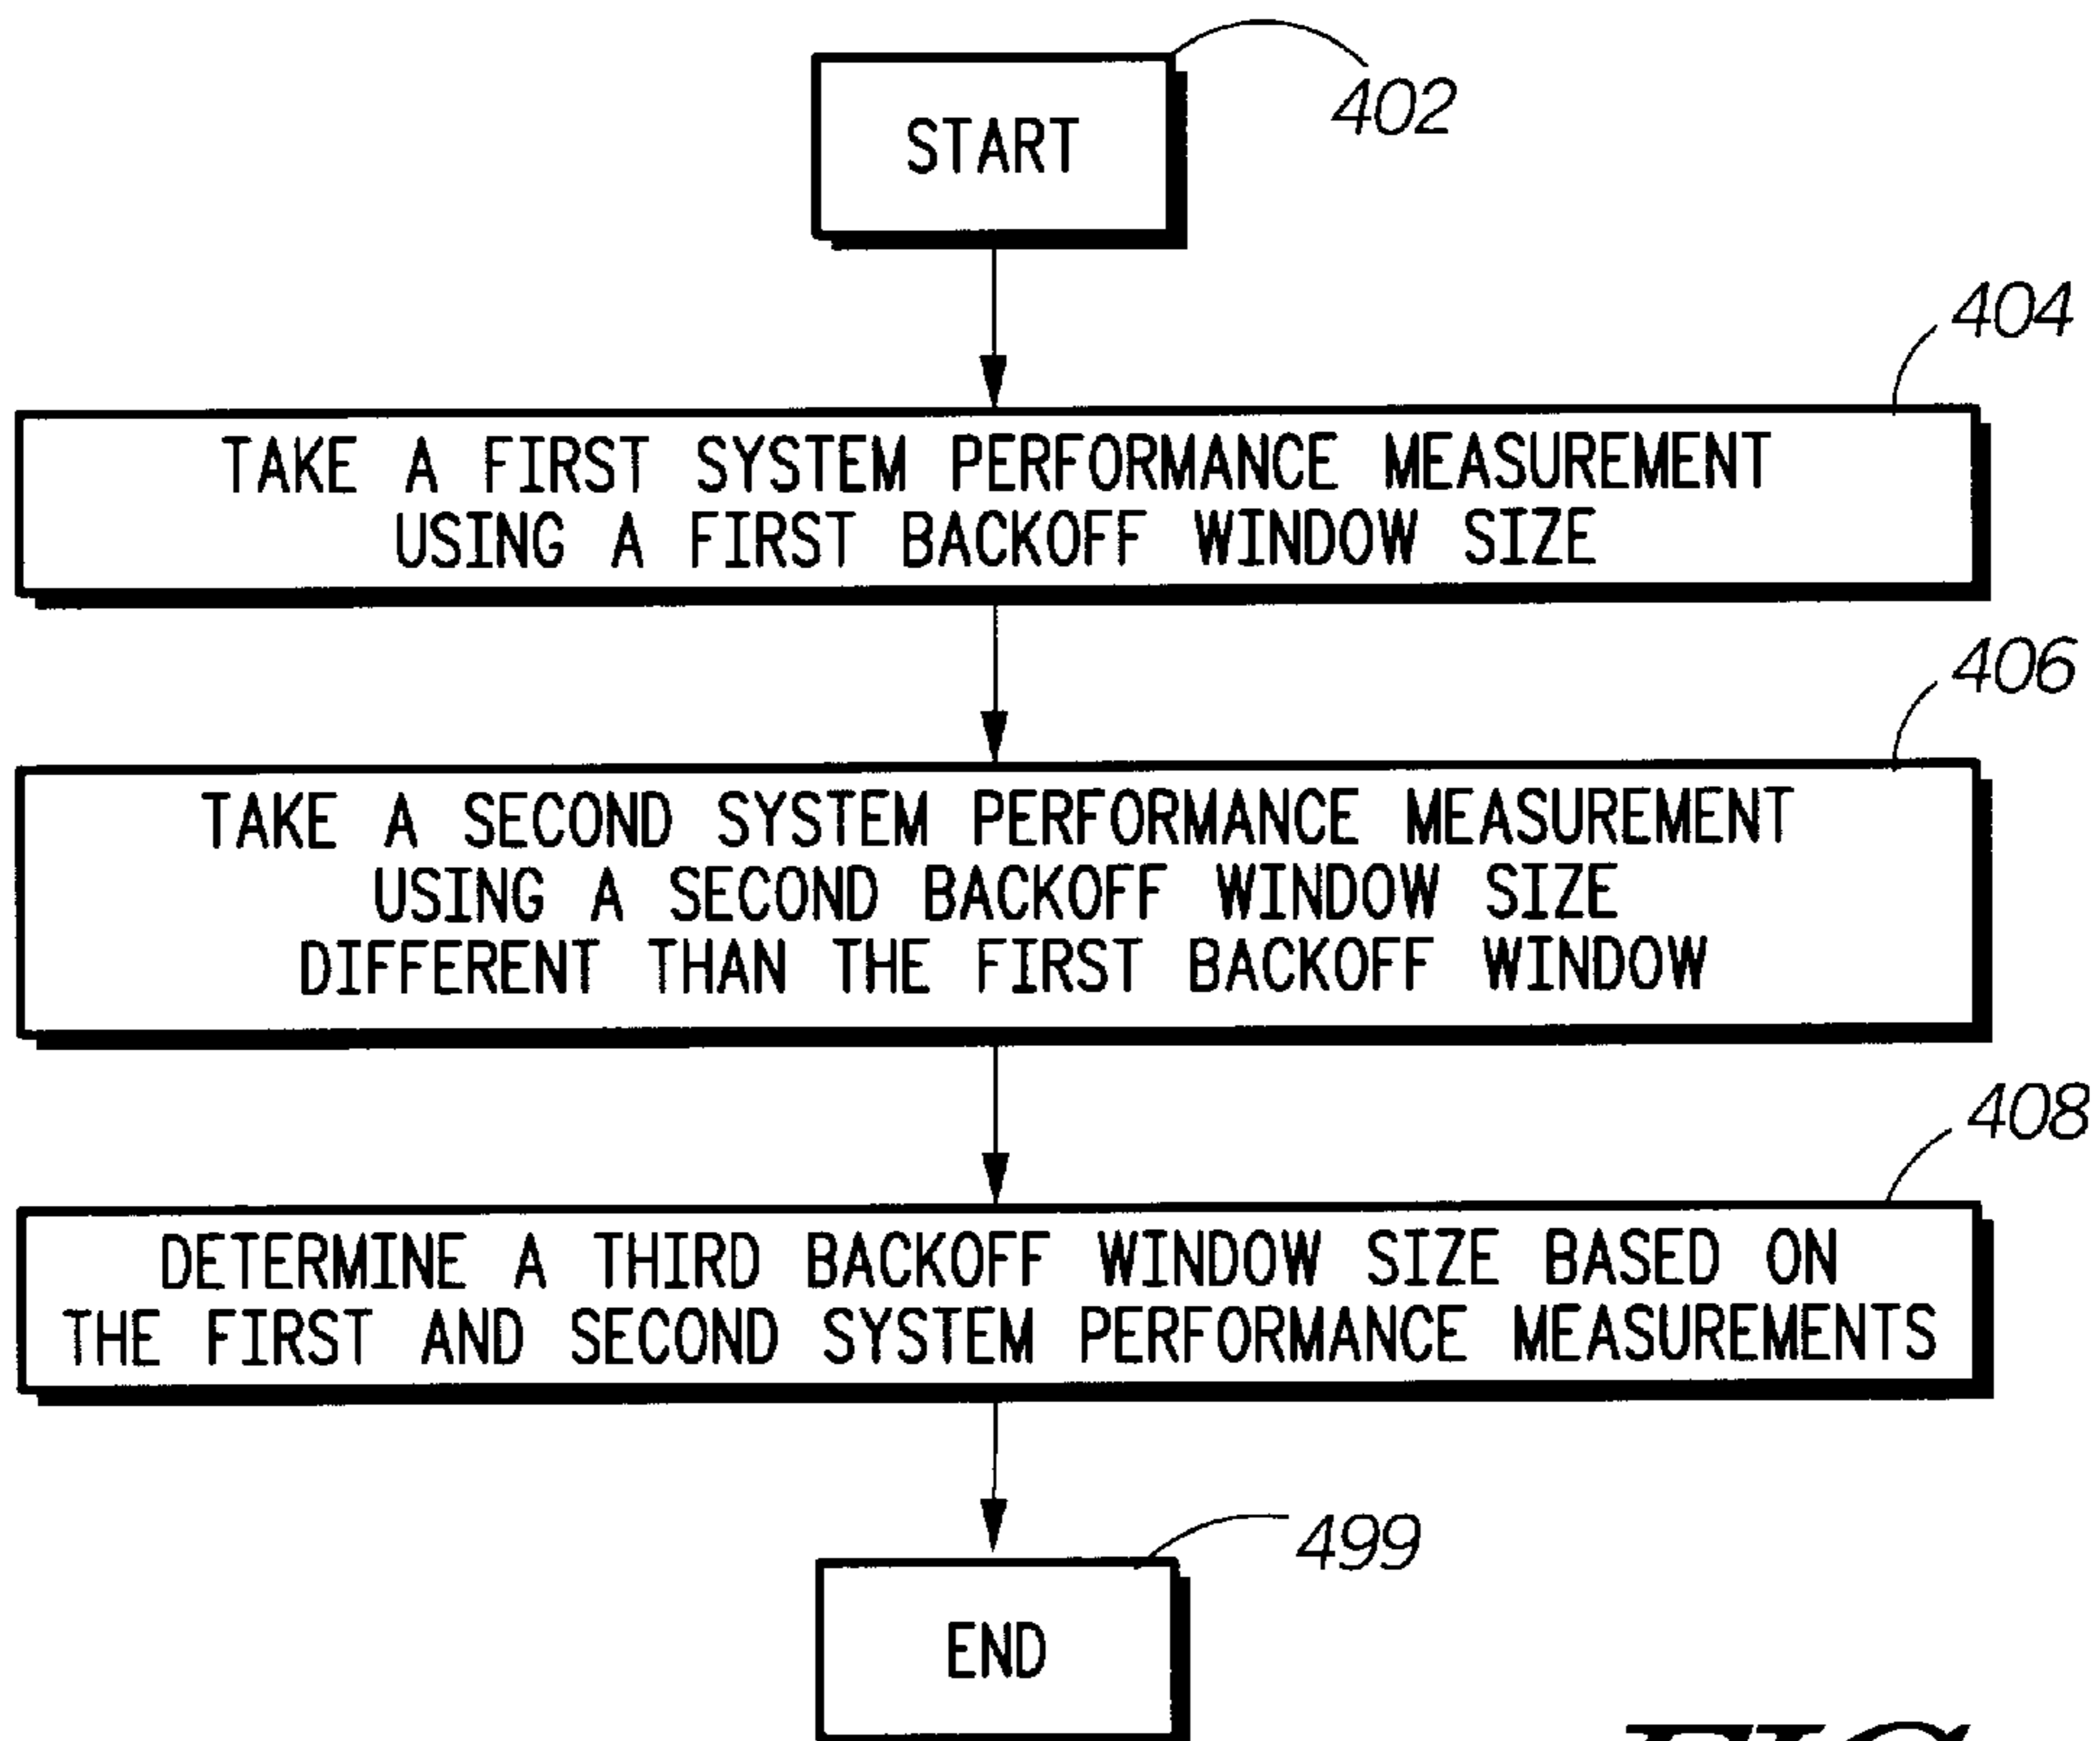 START
402
404
TAKE A FIRST SYSTEM PERFORMANCE MEASUREMENT
USING A FIRST BACKOFF WINDOW SIZE
406
TAKE A SECOND SYSTEM PERFORMANCE MEASUREMENT
USING A SECOND BACKOFF WINDOW SIZE
DIFFERENT THAN THE FIRST BACKOFF WINDOW
408
DETERMINE A THIRD BACKOFF WINDOW SIZE BASED ON
THE FIRST AND SECOND SYSTEM PERFORMANCE MEASUREMENTS
499
END